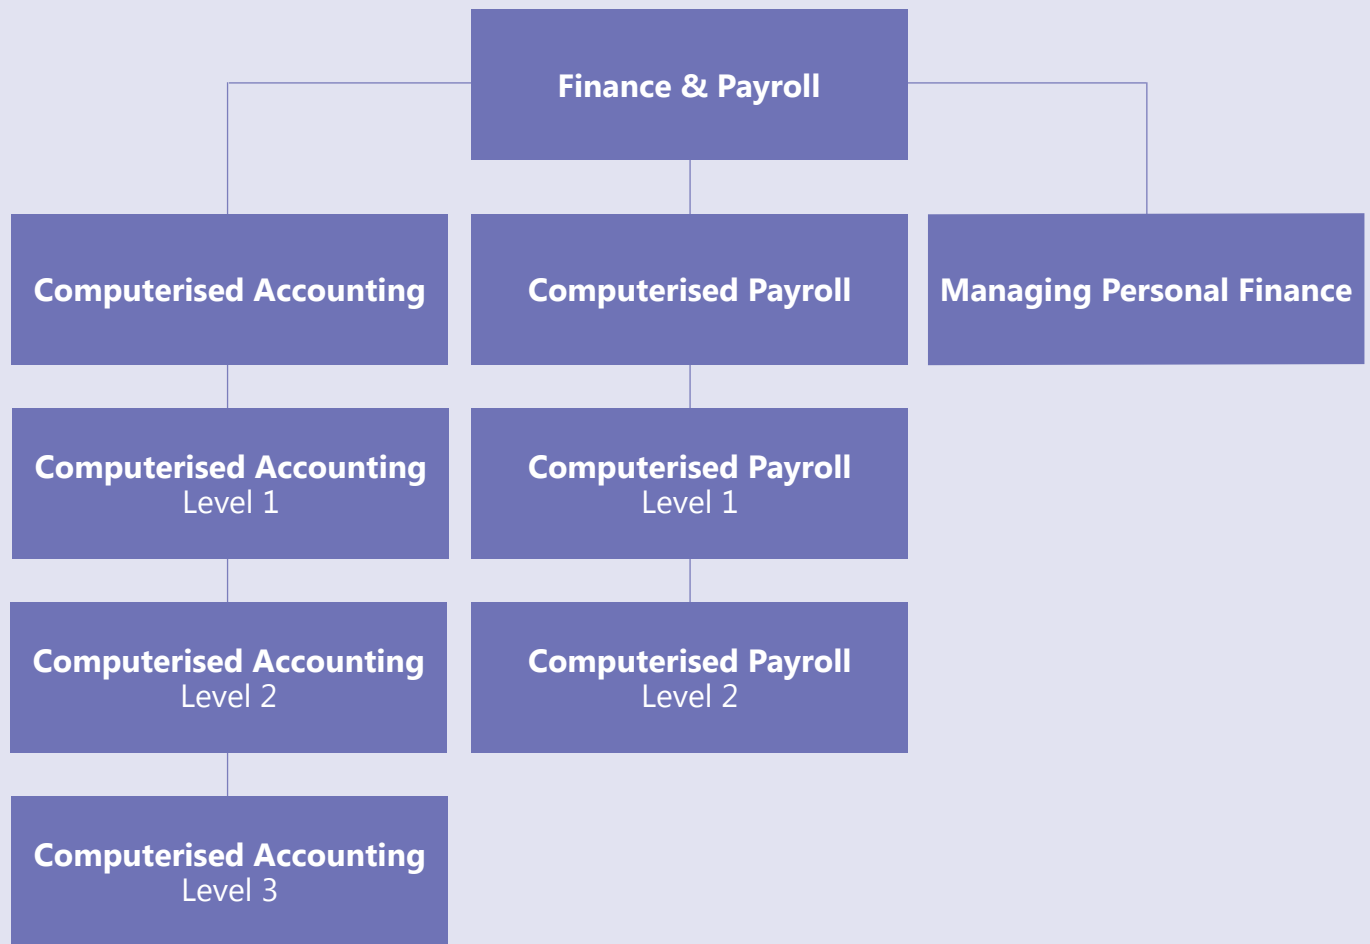 Finance & Payroll
Computerised Accounting
Computerised Payroll
Managing Personal Finance
Computerised Accounting
Level 1
Computerised Payroll
Level 1
Computerised Accounting
Level 2
Computerised Payroll
Level 2
Computerised Accounting
Level 3